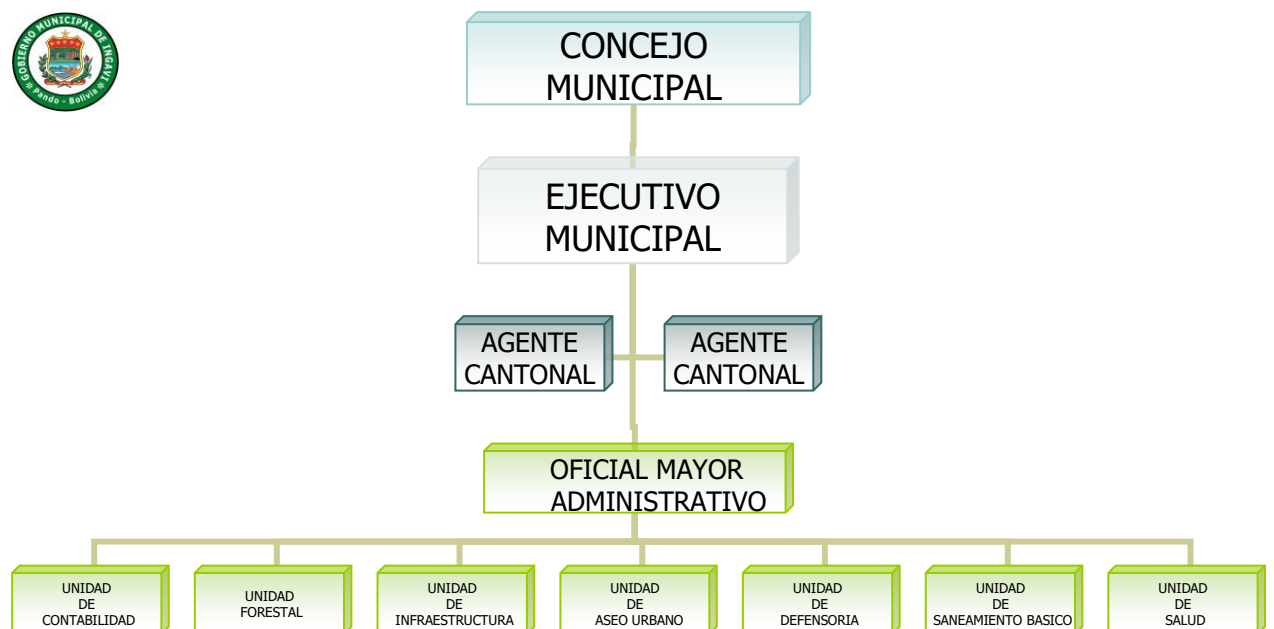 GOBIERNO MUNICIPAL DE INGAVI
Pando - Bolivia
CONCEJO
MUNICIPAL
EJECUTIVO
MUNICIPAL
AGENTE
CANTONAL
AGENTE
CANTONAL
OFICIAL MAYOR
ADMINISTRATIVO
UNIDAD
DE
CONTABILIDAD
UNIDAD
FORESTAL
UNIDAD
DE
INFRAESTRUCTURA
UNIDAD
DE
ASEO URBANO
UNIDAD
DE
DEFENSORIA
UNIDAD
DE
SANEAMIENTO BASICO
UNIDAD
DE
SALUD